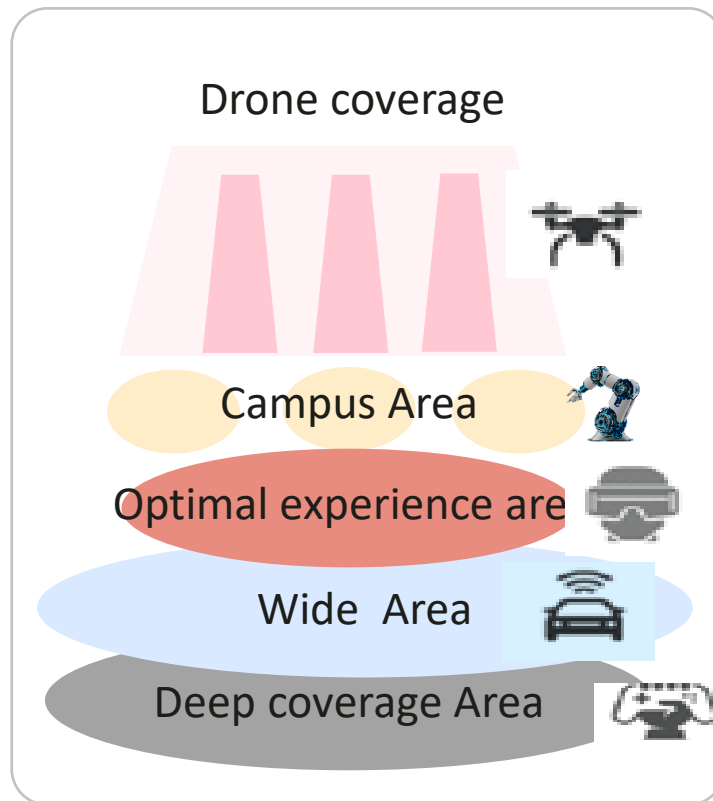 Drone coverage
Campus Area
Optimal experience are
Wide Area
Deep coverage Area